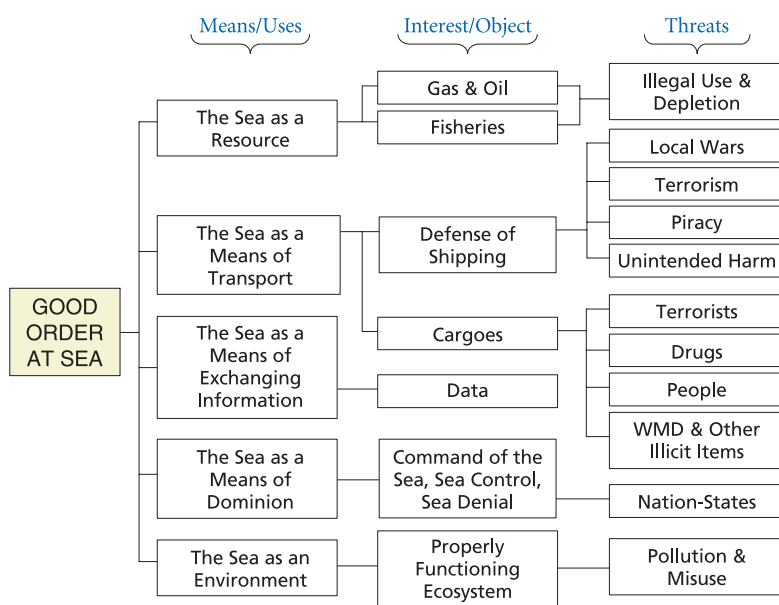 Means/Uses
Interest/Object
Threats
GOOD
ORDER
AT SEA
The Sea as a
Resource
Gas & Oil
Fisheries
Illegal Use &
Depletion
The Sea as a
Means of
Transport
Defense of
Shipping
Local Wars
Terrorism
Piracy
Unintended Harm
Cargoes
Terrorists
Drugs
People
WMD & Other
Illicit Items
The Sea as a
Means of
Exchanging
Information
Data
The Sea as a
Means of
Dominion
Command of the
Sea, Sea Control,
Sea Denial
Nation-States
The Sea as an
Environment
Properly
Functioning
Ecosystem
Pollution &
Misuse